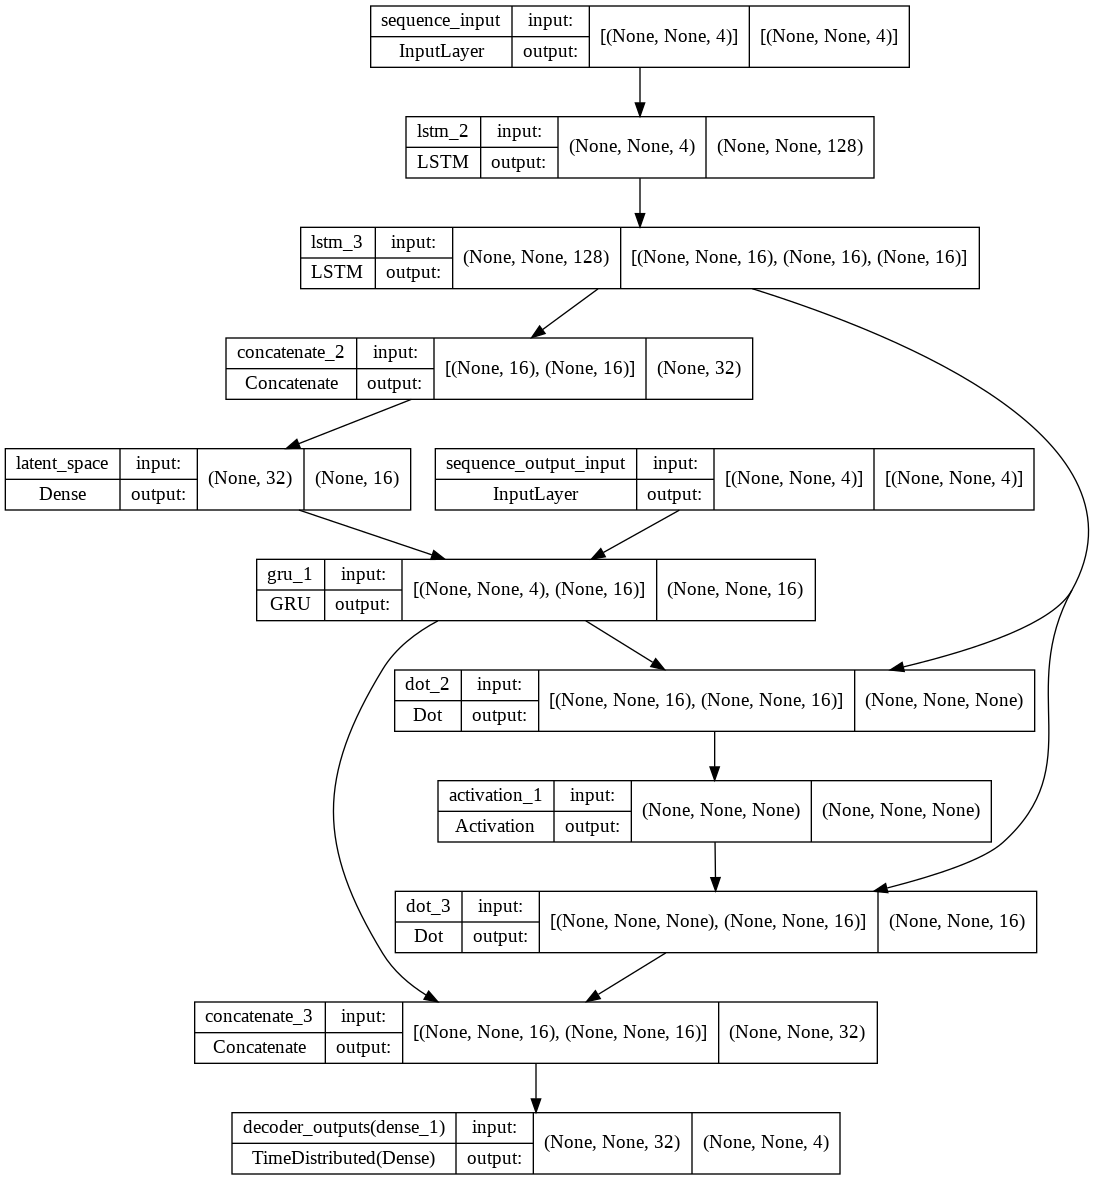 sequence_input input: [(None, None, 4)] [(None, None, 4)]
InputLayer output:
lstm_2 input: (None, None, 4) (None, None, 128)
LSTM output:
lstm_3 input: (None, None, 128) [(None, None, 16), (None, 16), (None, 16)]
LSTM output:
concatenate_2 input: [(None, 16), (None, 16)] (None, 32)
Concatenate output:
latent_space input: (None, 32) (None, 16)
Dense output:
sequence_output_input input: [(None, None, 4)] [(None, None, 4)]
InputLayer output:
gru_1 input: [(None, None, 4), (None, 16)] (None, None, 16)
GRU output:
dot_2 input: [(None, None, 16), (None, None, 16)] (None, None, None)
Dot output:
activation_1 input: (None, None, None) (None, None, None)
Activation output:
dot_3 input: [(None, None, None), (None, None, 16)] (None, None, 16)
Dot output:
concatenate_3 input: [(None, None, 16), (None, None, 16)] (None, None, 32)
Concatenate output:
decoder_outputs(dense_1) input: (None, None, 32) (None, None, 4)
TimeDistributed(Dense) output: